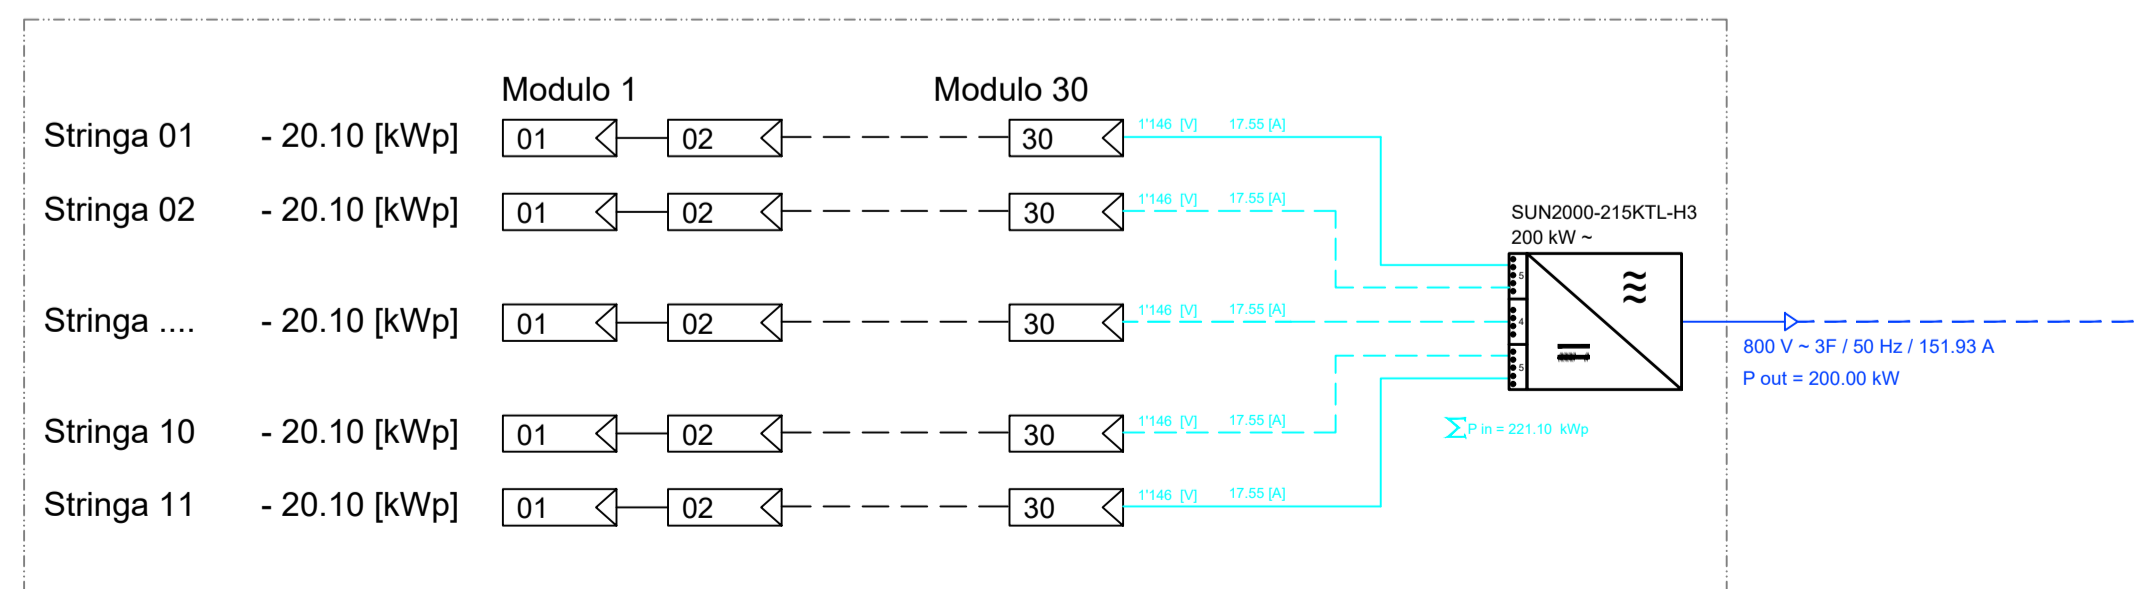 Modulo 1 Modulo 30
Stringa 01 - 20.10 [kWp] 01 02 30 1'146 [V] 17.55 [A]
Stringa 02 - 20.10 [kWp] 01 02 30 1'146 [V] 17.55 [A]
SUN2000-215KTL-H3
200 kW ~
5
Stringa .... - 20.10 [kWp] 01 02 30 1'146 [V] 17.55 [A]
4
800 V ~ 3F / 50 Hz / 151.93 A
5
P out = 200.00 kW
Stringa 10 - 20.10 [kWp] 01 02 30 1'146 [V] 17.55 [A]
∑ P in = 221.10 kWp
Stringa 11 - 20.10 [kWp] 01 02 30 1'146 [V] 17.55 [A]